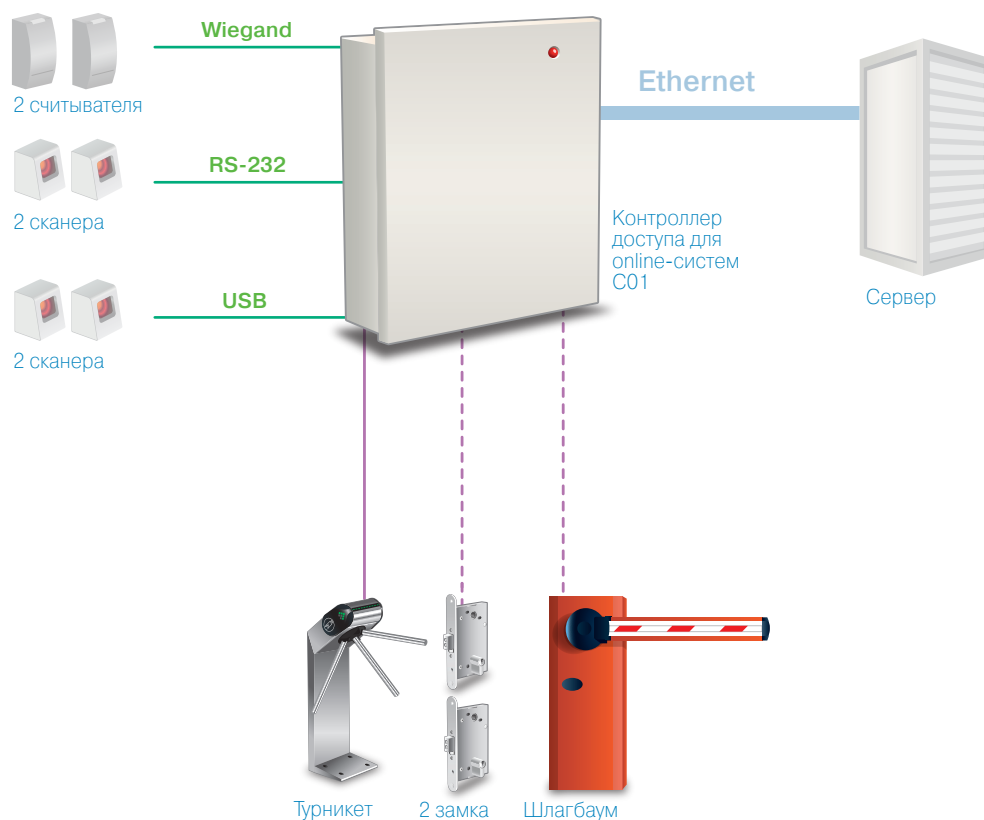 Wiegand
2 считывателя
RS-232
2 сканера
USB
2 сканера
Ethernet
Контроллер
доступа для
online-систем
C01
Сервер
Турникет
2 замка
Шлагбаум